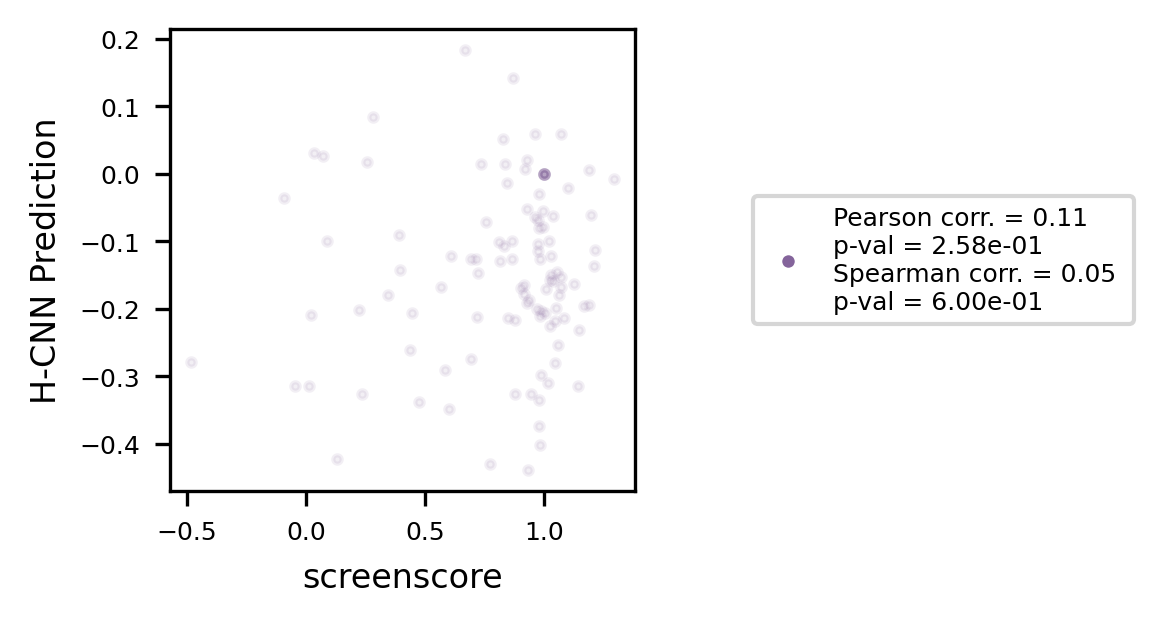 0.2
0.1
0.0
−0.1
−0.2
−0.3
−0.4
H-CNN Prediction
−0.5
0.0
0.5
1.0
screenscore
Pearson corr. = 0.11
p-val = 2.58e-01
Spearman corr. = 0.05
p-val = 6.00e-01